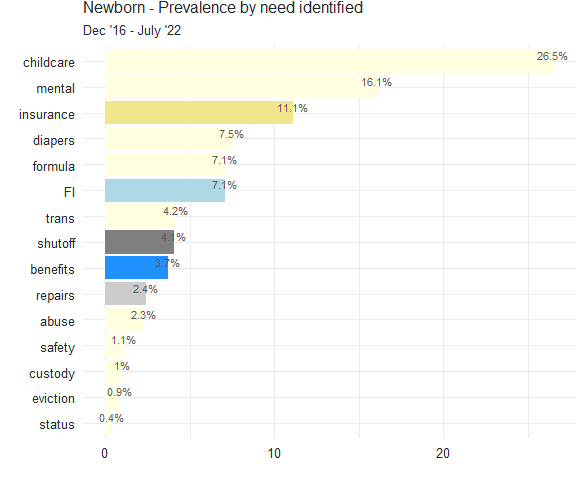 Newborn - Prevalence by need identified
Dec '16 - July '22
childcare 26.5%
mental 16.1%
insurance 11.1%
diapers 7.5%
formula 7.1%
FI 7.1%
trans 4.2%
shutoff 4.1%
benefits 3.7%
repairs 2.4%
abuse 2.3%
safety 1.1%
custody 1%
eviction 0.9%
status 0.4%
0 10 20